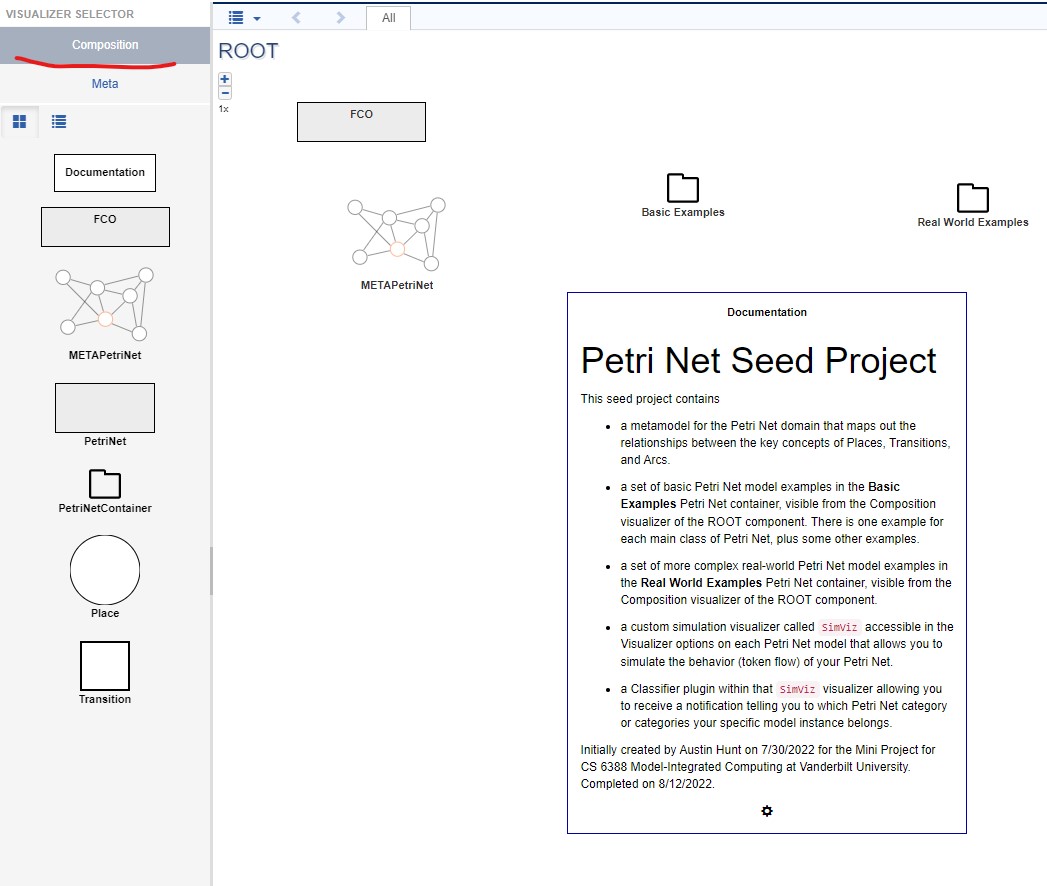 VISUALIZER SELECTOR
Composition
Meta
Documentation
FCO
METAPetriNet
PetriNet
PetriNetContainer
Place
Transition
All
ROOT
1x
FCO
METAPetriNet
Basic Examples
Real World Examples
Documentation
Petri Net Seed Project
This seed project contains
a metamodel for the Petri Net domain that maps out the
relationships between the key concepts of Places, Transitions,
and Arcs.
a set of basic Petri Net model examples in the Basic
Examples Petri Net container, visible from the Composition
visualizer of the ROOT component. There is one example for
each main class of Petri Net, plus some other examples.
a set of more complex real-world Petri Net model examples in
the Real World Examples Petri Net container, visible from the
Composition visualizer of the ROOT component.
a custom simulation visualizer called SimViz accessible in the
Visualizer options on each Petri Net model that allows you to
simulate the behavior (token flow) of your Petri Net.
a Classifier plugin within that SimViz visualizer allowing you
to receive a notification telling you to which Petri Net category
or categories your specific model instance belongs.
Initially created by Austin Hunt on 7/30/2022 for the Mini Project for
CS 6388 Model-Integrated Computing at Vanderbilt University.
Completed on 8/12/2022.